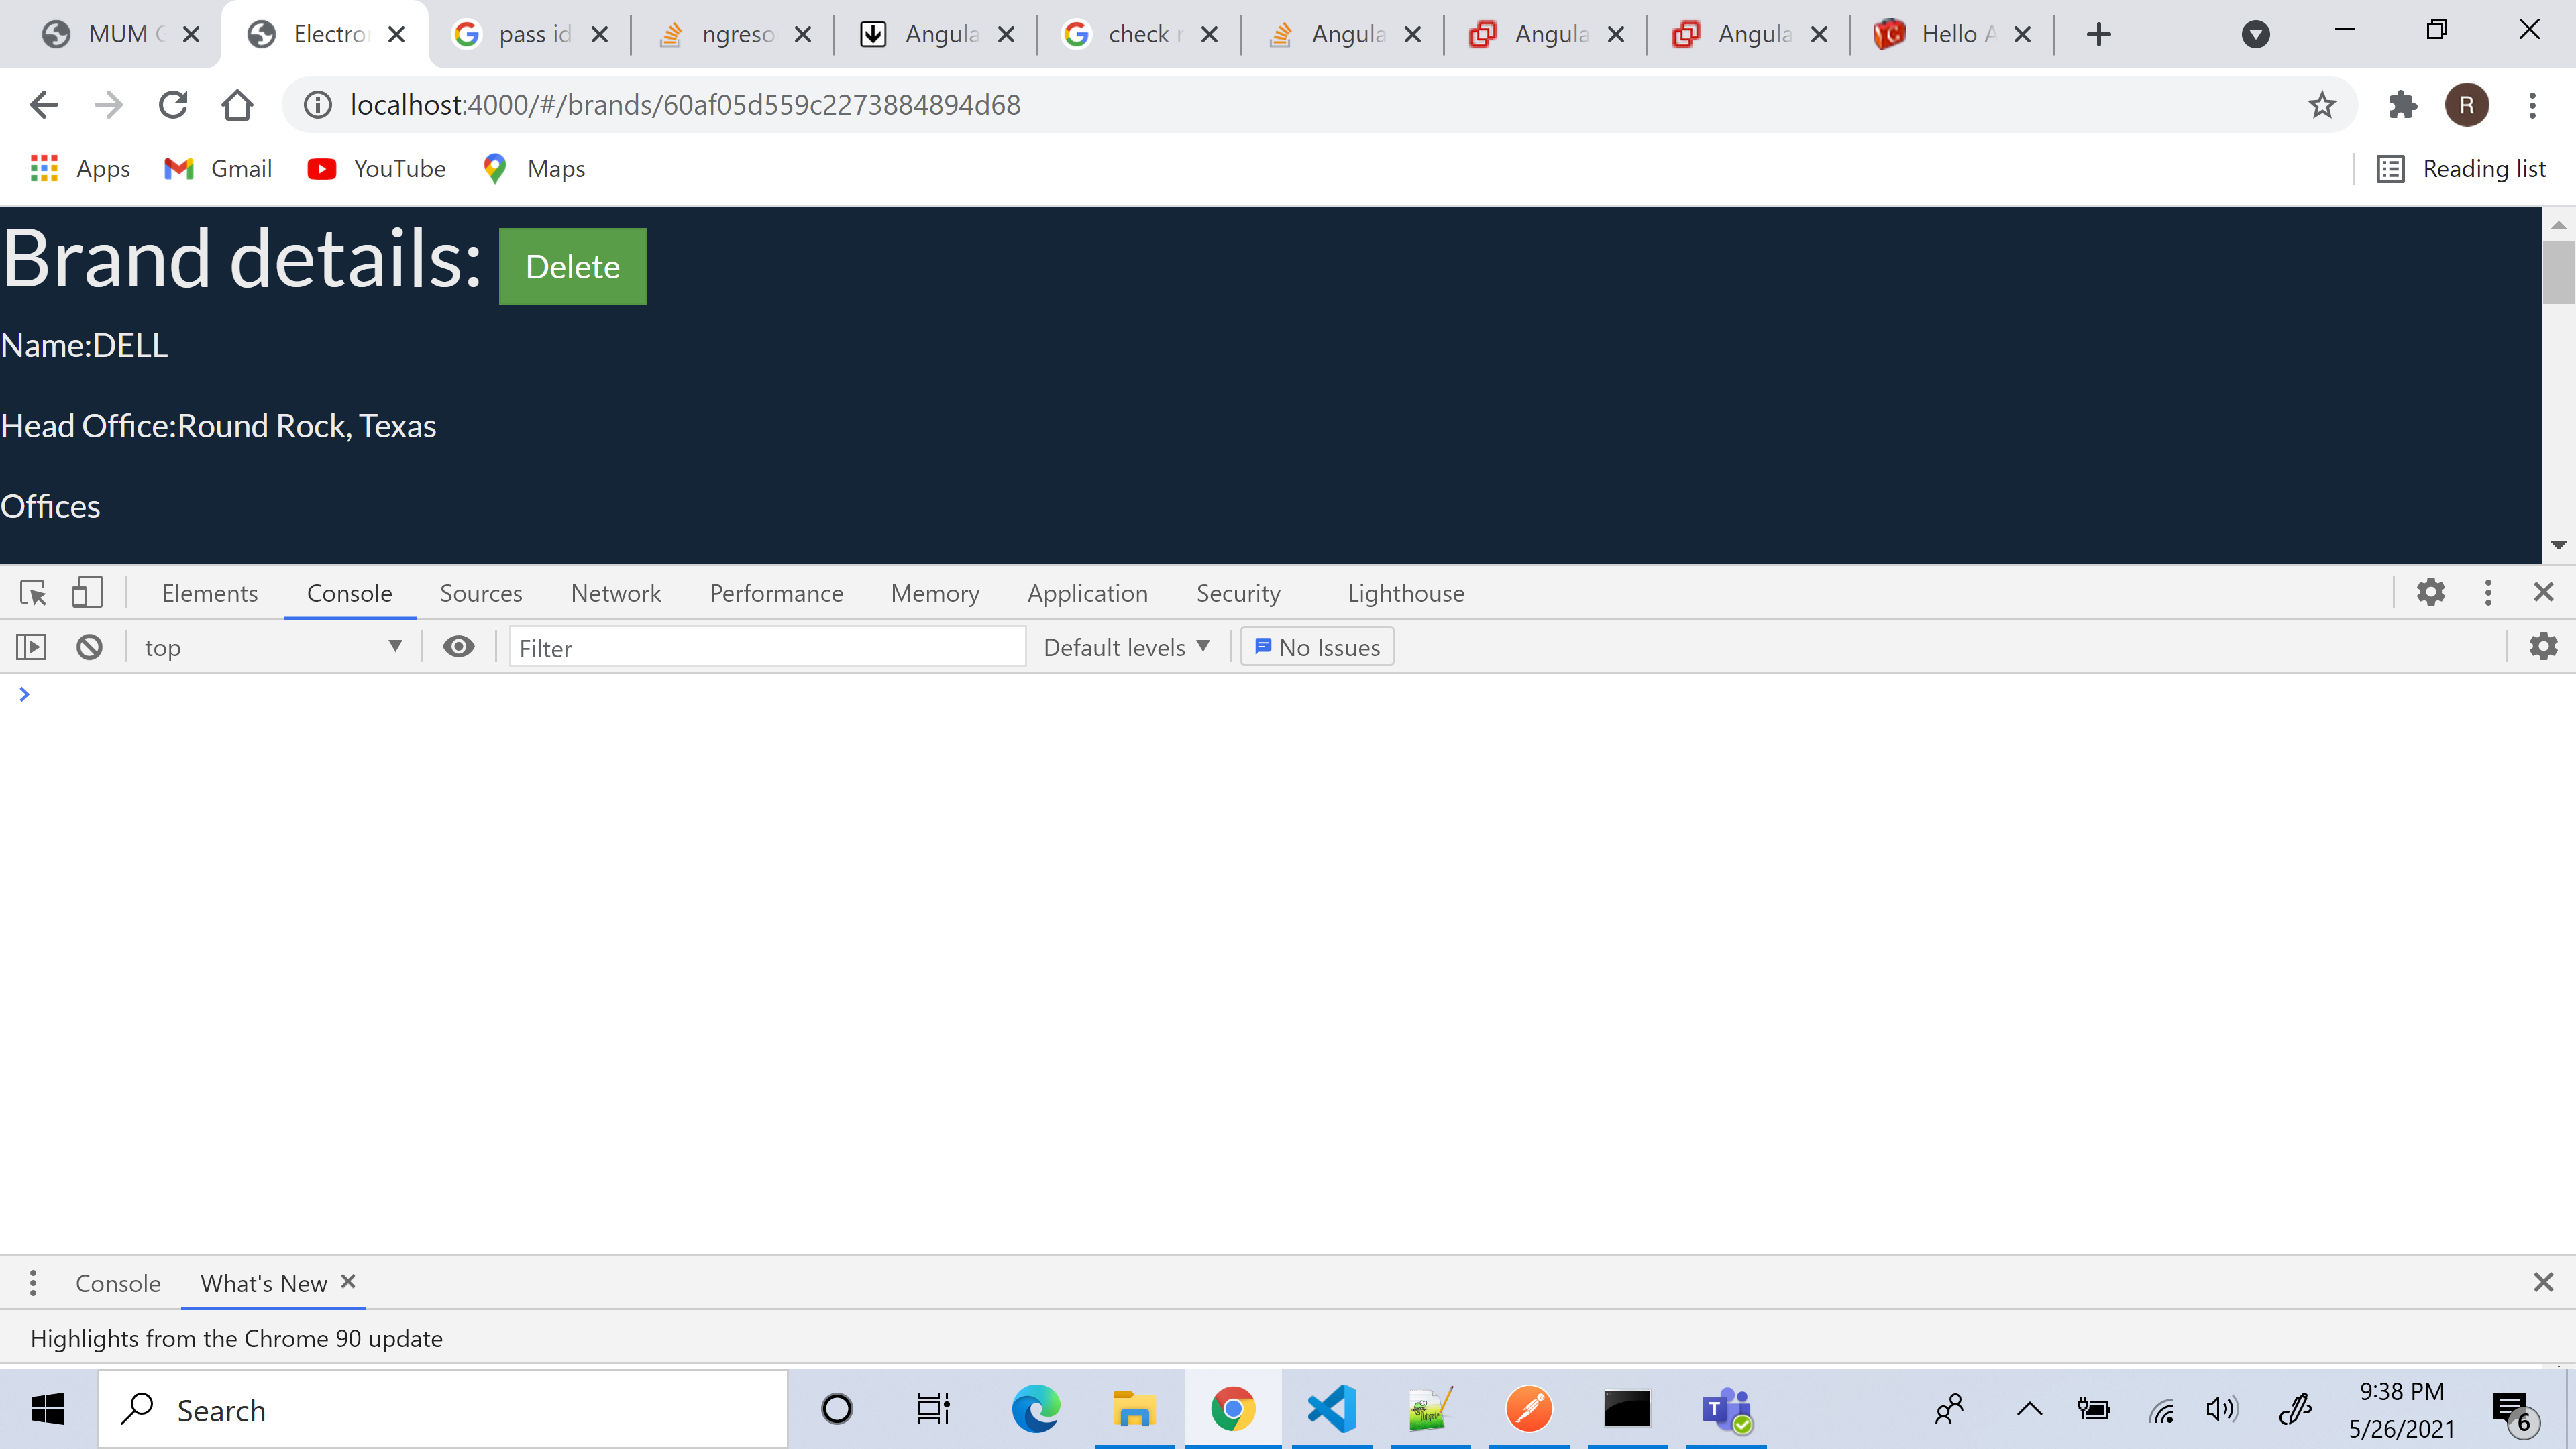 MUM C
Electro
pass id
ngreso
Angula
check r
Angula
Angula
Angula
Hello A
localhost:4000/#/brands/60af05d559c2273884894d68
R
Apps Gmail YouTube Maps Reading list
Brand details: Delete
Name:DELL
Head Office:Round Rock, Texas
Offices
Elements Console Sources Network Performance Memory Application Security Lighthouse
top Filter Default levels No Issues
Console What's New
Highlights from the Chrome 90 update
Search
T
9:38 PM
5/26/2021
6